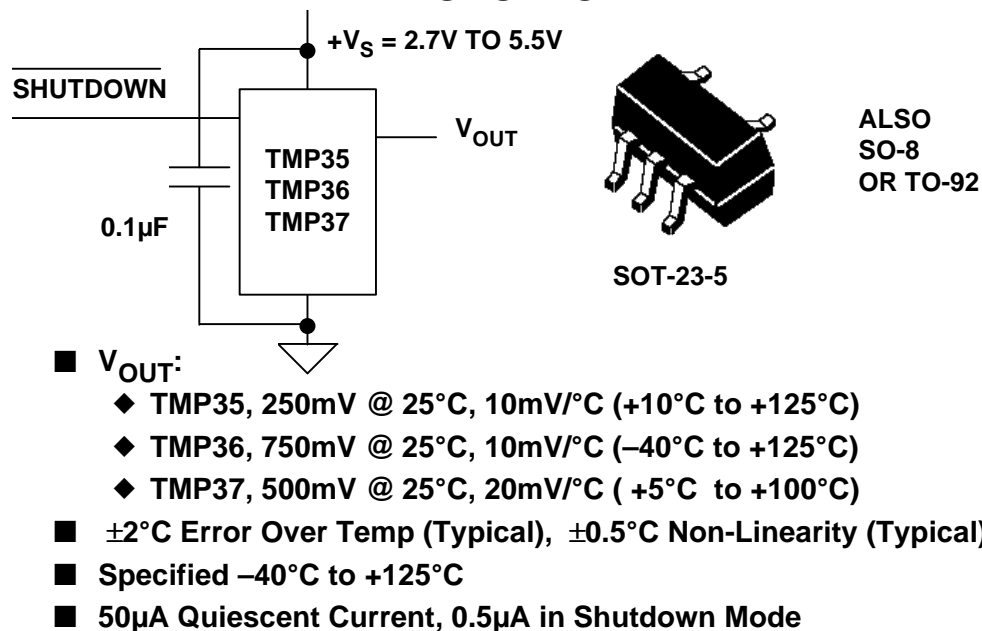 +VS = 2.7V TO 5.5V
SHUTDOWN
VOUT
ALSO
SO-8
OR TO-92
TMP35
TMP36
TMP37
0.1µF
SOT-23-5
■ VOUT:
◆ TMP35, 250mV @ 25°C, 10mV/°C (+10°C to +125°C)
◆ TMP36, 750mV @ 25°C, 10mV/°C (–40°C to +125°C)
◆ TMP37, 500mV @ 25°C, 20mV/°C ( +5°C to +100°C)
■ ±2°C Error Over Temp (Typical), ±0.5°C Non-Linearity (Typical)
■ Specified –40°C to +125°C
■ 50µA Quiescent Current, 0.5µA in Shutdown Mode